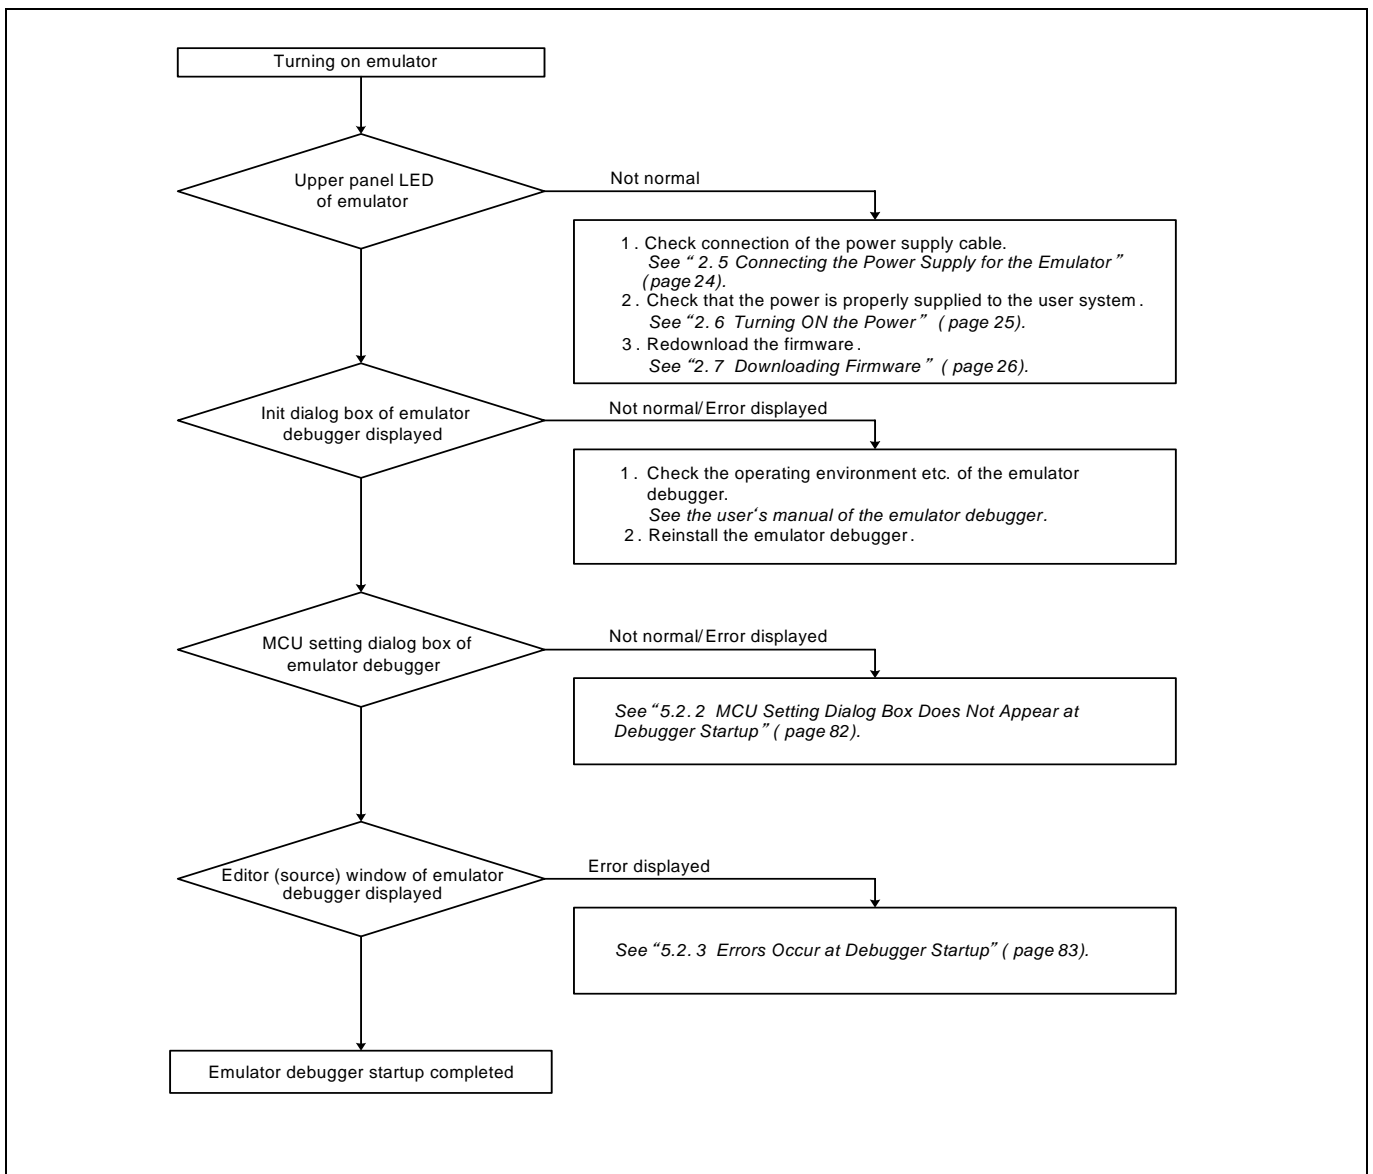 Turning on emulator
Upper panel LED
of emulator
Not normal
1. Check connection of the power supply cable.
See “2.5 Connecting the Power Supply for the Emulator”
(page 24).
2. Check that the power is properly supplied to the user system.
See “2.6 Turning ON the Power” (page 25).
3. Redownload the firmware.
See “2.7 Downloading Firmware” (page 26).
Init dialog box of emulator
debugger displayed
Not normal/Error displayed
1. Check the operating environment etc. of the emulator
debugger.
See the user‘s manual of the emulator debugger.
2. Reinstall the emulator debugger.
MCU setting dialog box of
emulator debugger
Not normal/Error displayed
See “5.2.2 MCU Setting Dialog Box Does Not Appear at
Debugger Startup” (page 82).
Editor (source) window of emulator
debugger displayed
Error displayed
See “5.2.3 Errors Occur at Debugger Startup” (page 83).
Emulator debugger startup completed